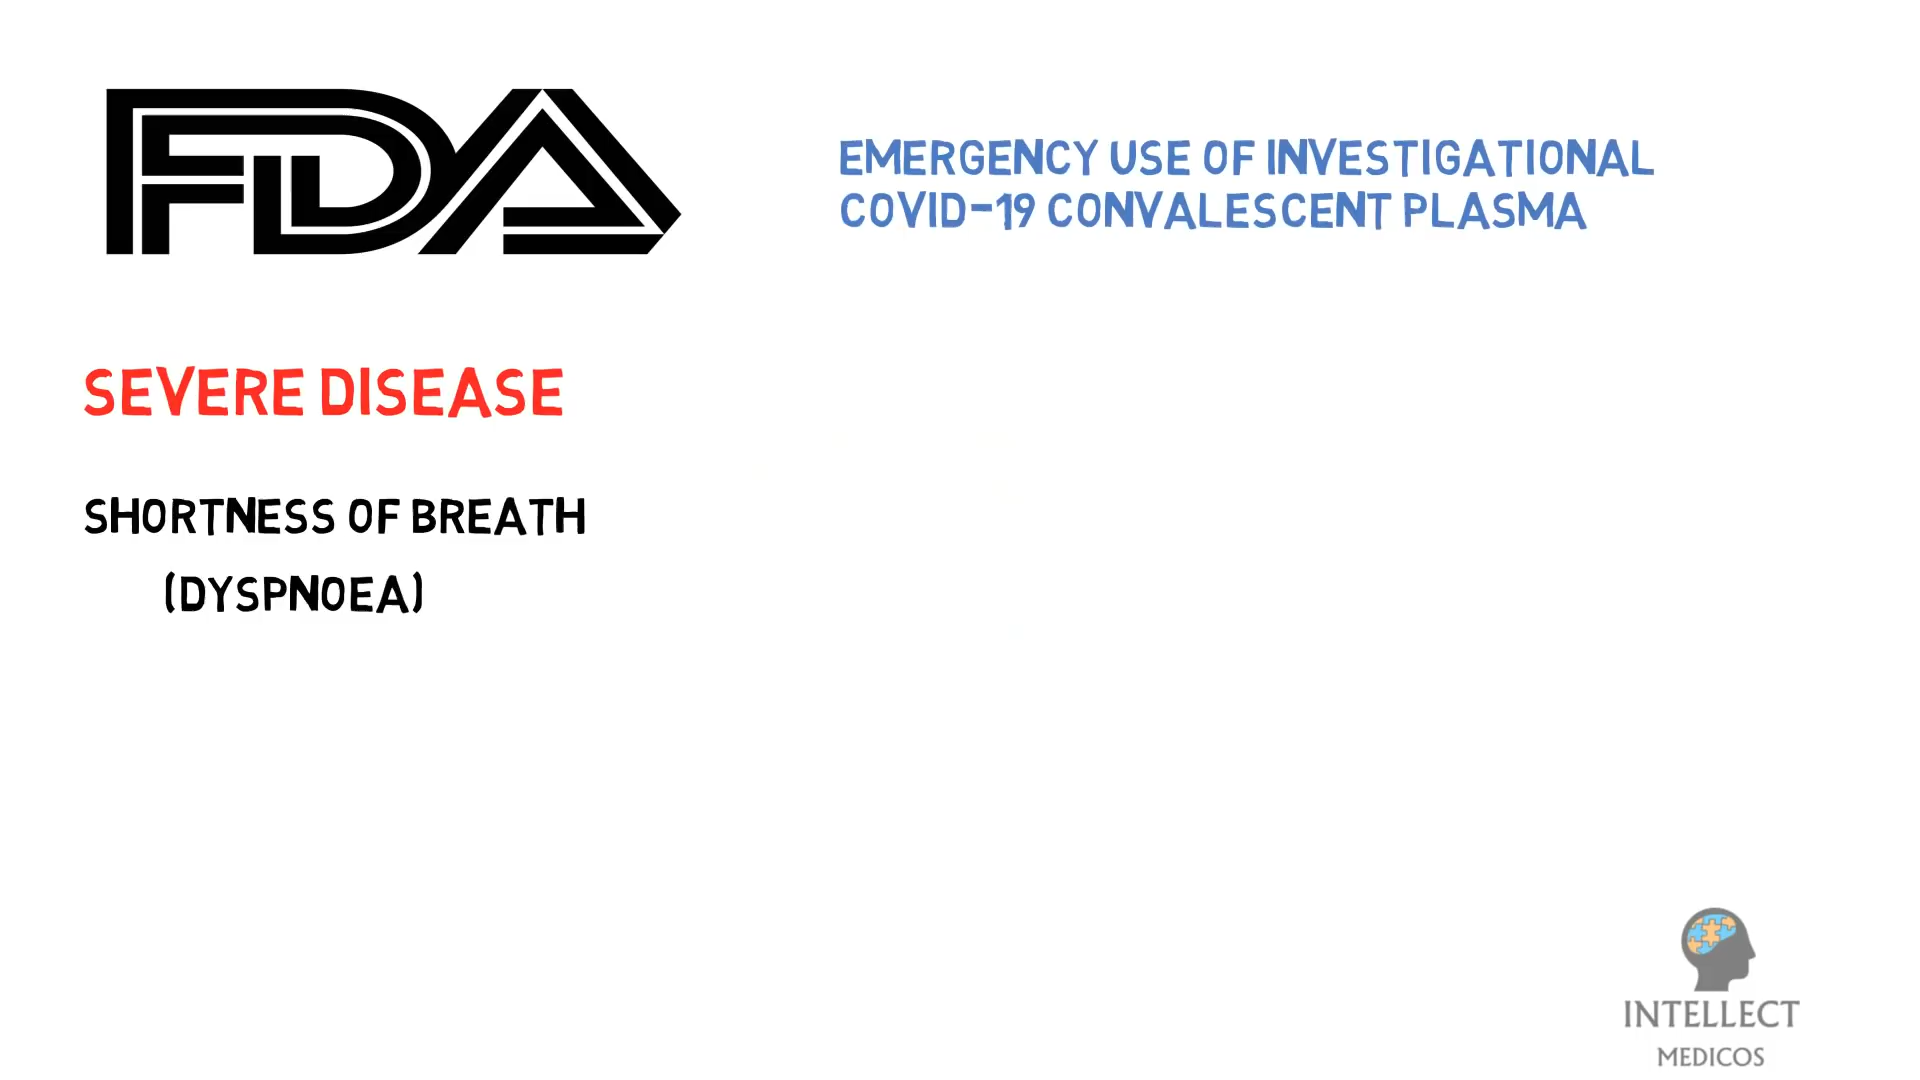 FDA
EMERGENCY USE OF INVESTIGATIONAL
COVID-19 CONVALESCENT PLASMA
SEVERE DISEASE
SHORTNESS OF BREATH
(DYSPNOEA)
INTELLECT
MEDICOS